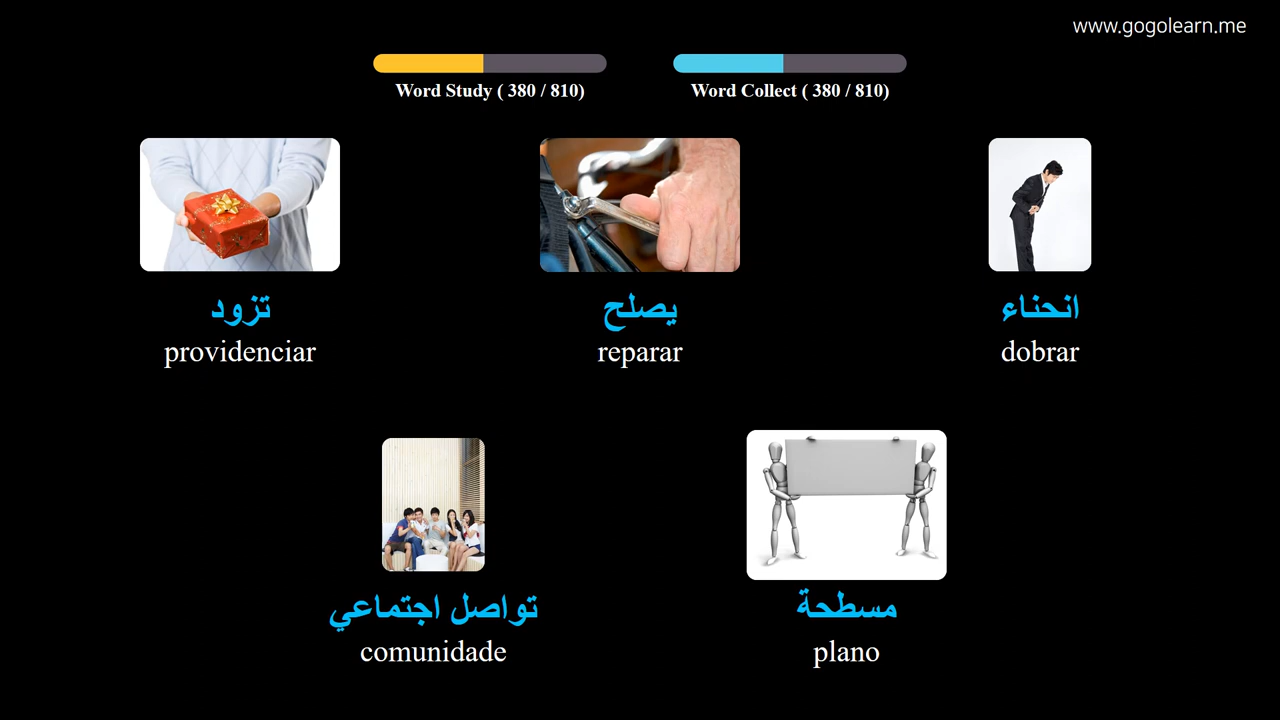 www.gogolearn.me
Word Study ( 380 / 810)
Word Collect ( 380 / 810)
تزود
providenciar
يصلح
reparar
انحناء
dobrar
تواصل اجتماعي
comunidade
مسطحة
plano